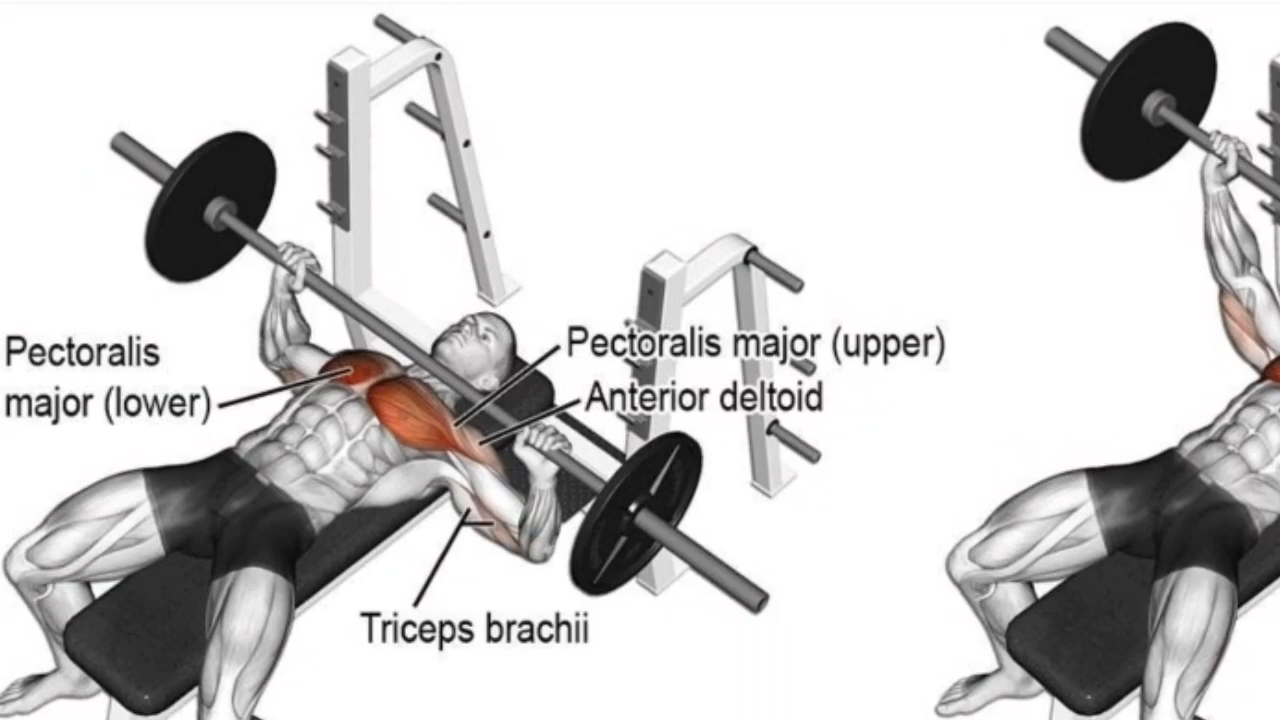 Pectoralis
major (lower)
Pectoralis major (upper)
Anterior deltoid
Triceps brachii